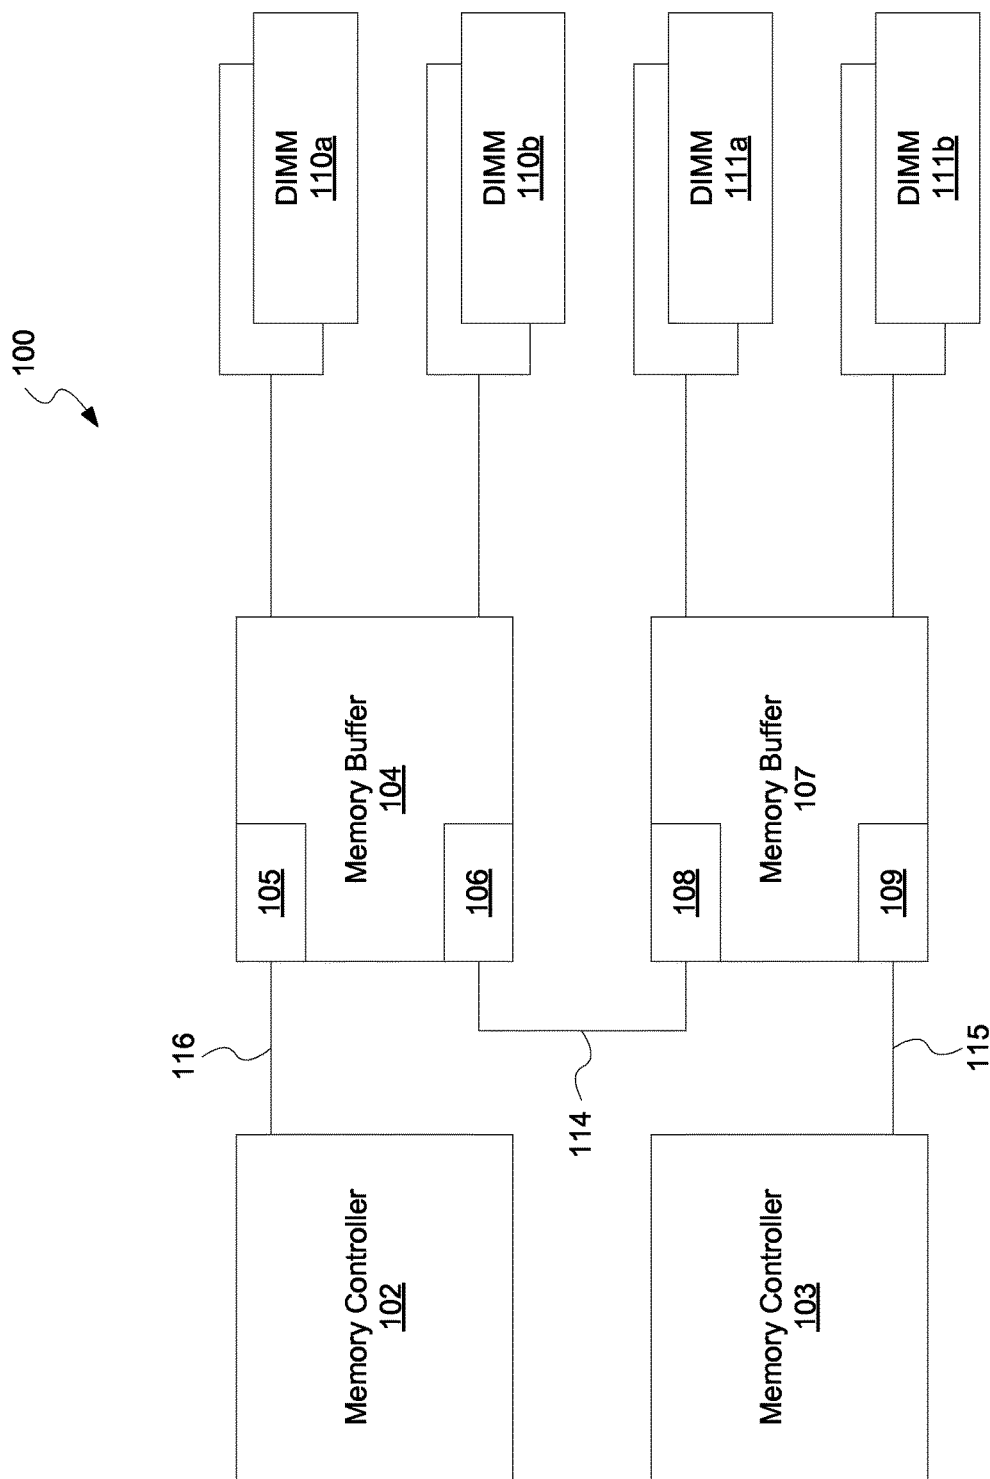 100
DIMM
110a
DIMM
110b
DIMM
111a
DIMM
111b
Memory Buffer
104
105
106
Memory Buffer
107
108
109
116
114
115
Memory Controller
102
Memory Controller
103